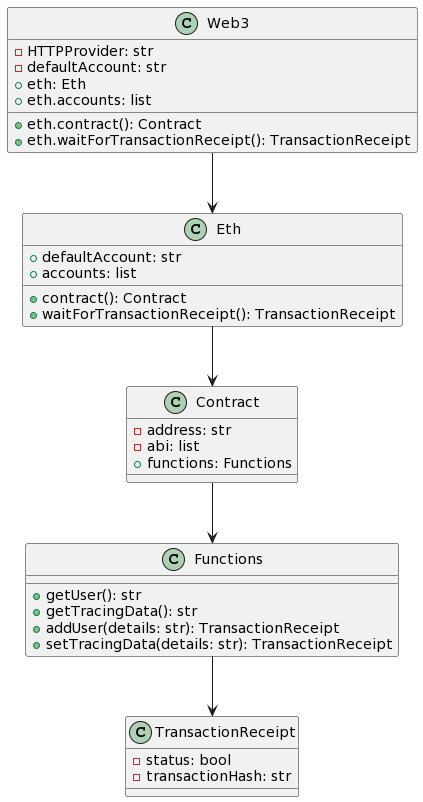 C Web3
HTTPProvider: str
defaultAccount: str
eth: Eth
eth.accounts: list
eth.contract(): Contract
eth.waitForTransactionReceipt(): TransactionReceipt
C Eth
defaultAccount: str
accounts: list
contract(): Contract
waitForTransactionReceipt(): TransactionReceipt
C Contract
address: str
abi: list
functions: Functions
C Functions
getUser(): str
getTracingData(): str
addUser(details: str): TransactionReceipt
setTracingData(details: str): TransactionReceipt
C TransactionReceipt
status: bool
transactionHash: str